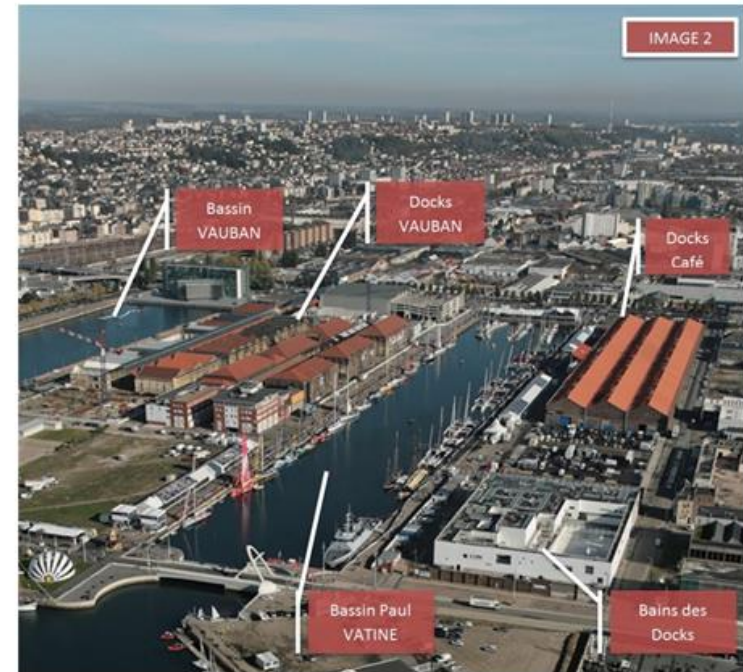 IMAGE 2
Bassin
VAUBAN
Docks
VAUBAN
Docks
Café
Bassin Paul
VATINE
Bains des
Docks